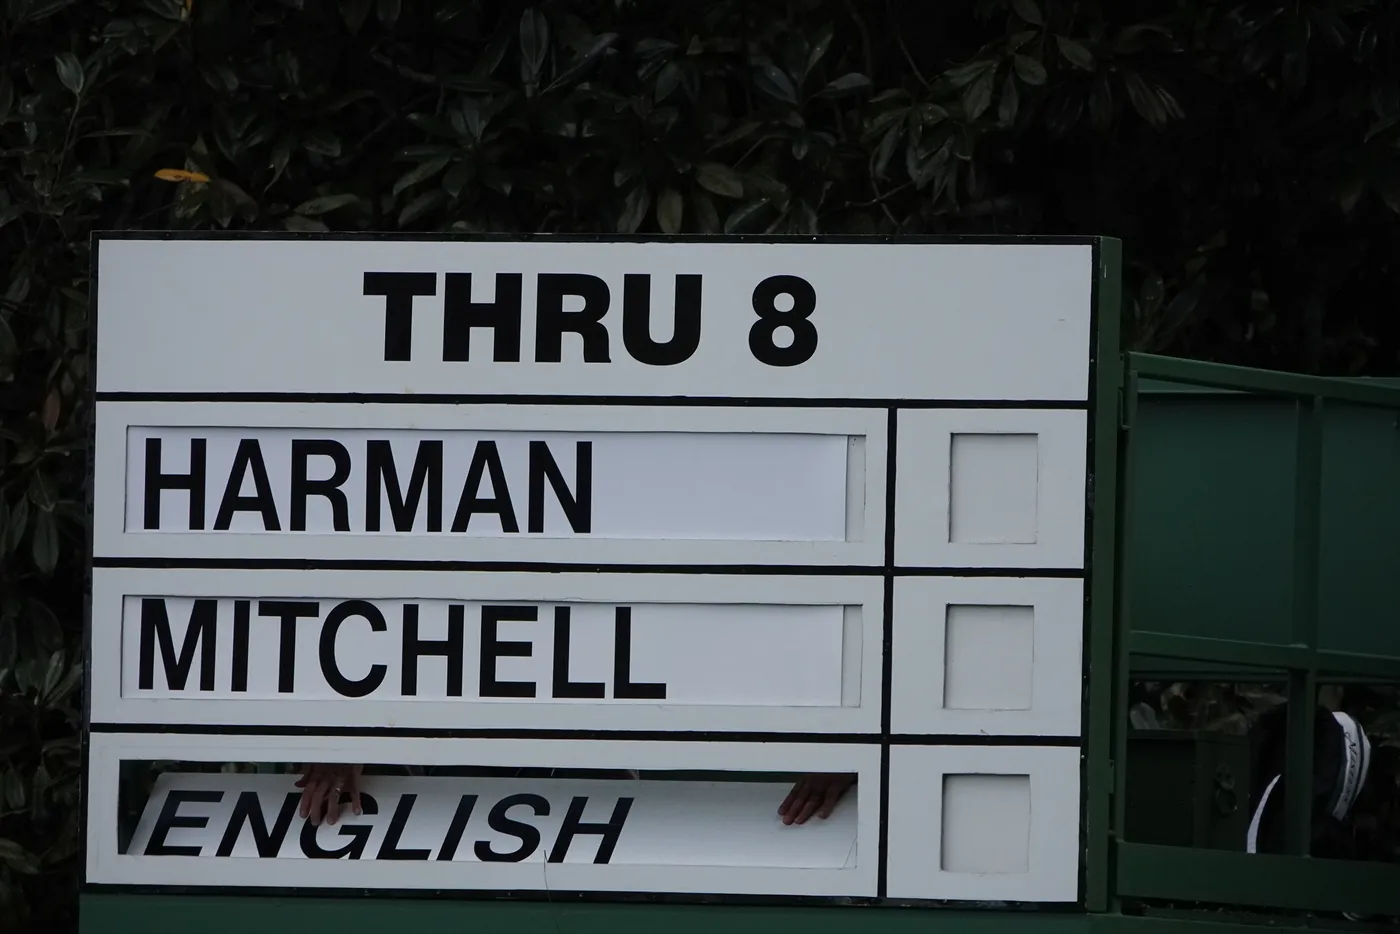 THRU 8
HARMAN
MITCHELL
ENGLISH